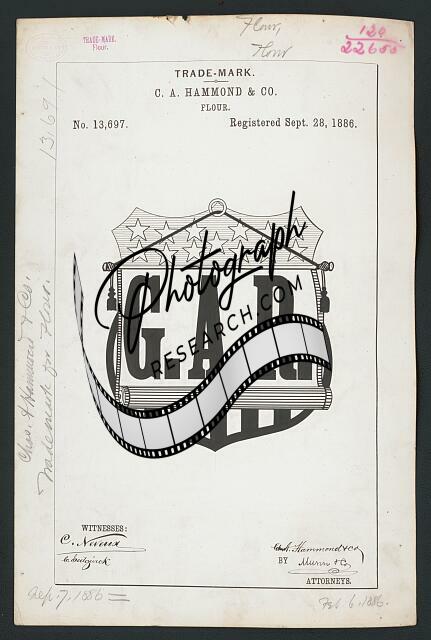 TRADE-MARK.
Flour.
Flour,
Flour
120
22655
TRADE-MARK.
C. A. HAMMOND & CO.
FLOUR.
No. 13,697.
Registered Sept. 28, 1886.
13,697
Photograph
RESEARCH.COM
G.A.R.
Chas. A Hammond & Co.
Trademark for Flour.
WITNESSES:
C. Sedgwick
C. A. Hammond & Co
BY Munn & Co
ATTORNEYS.
Sep. 7, 1886
Feb. 6. 1886.